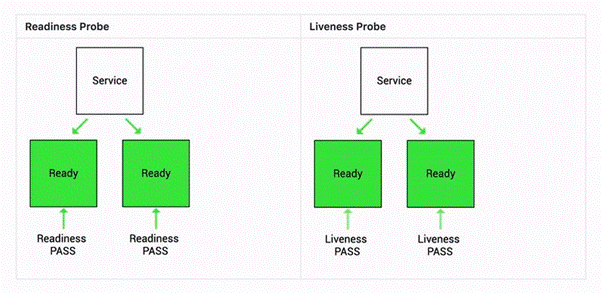 Readiness Probe
Service
Ready
Ready
Readiness
PASS
Readiness
PASS
Liveness Probe
Service
Ready
Ready
Liveness
PASS
Liveness
PASS